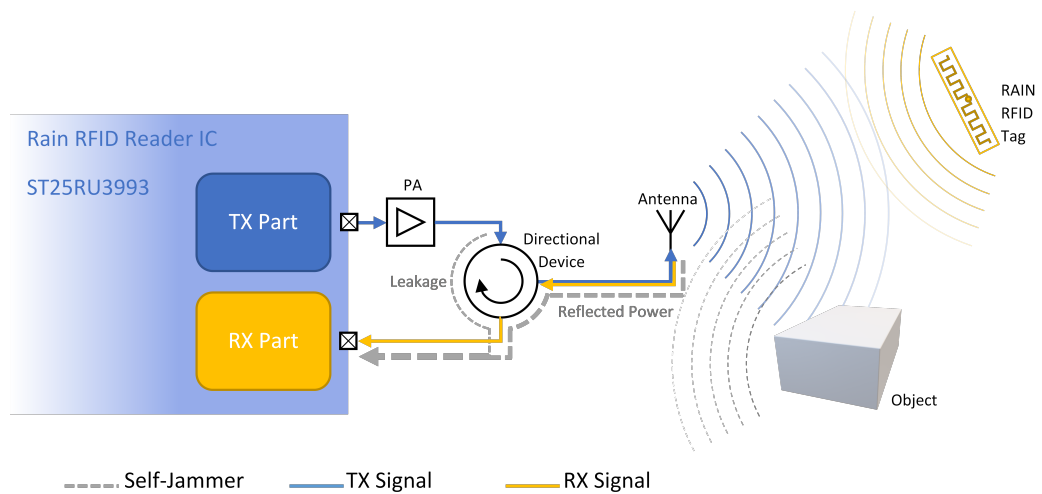 Rain RFID Reader IC
ST25RU3993
TX Part
RX Part
PA
Leakage
Directional
Device
Antenna
Reflected Power
RAIN
RFID
Tag
Object
Self-Jammer
TX Signal
RX Signal